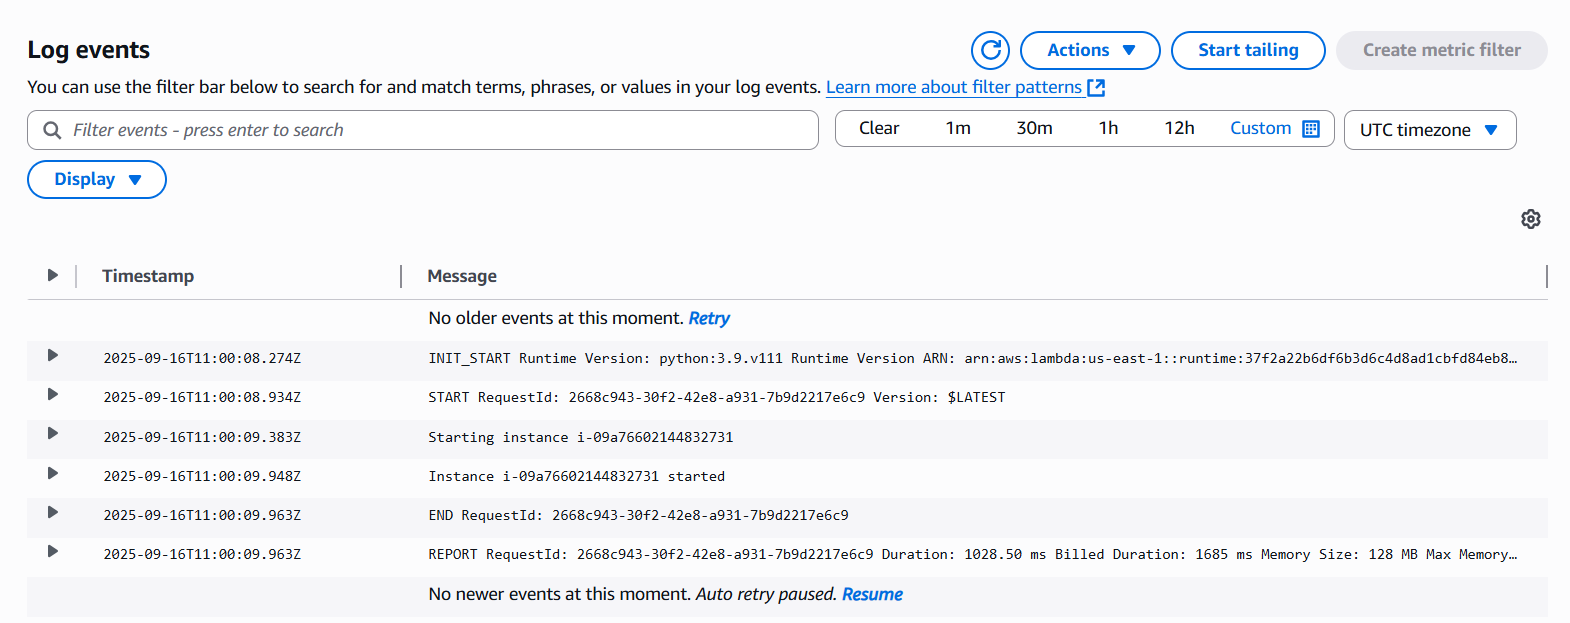 Log events
Actions
Start tailing
Create metric filter
You can use the filter bar below to search for and match terms, phrases, or values in your log events. Learn more about filter patterns
Filter events - press enter to search
Clear 1m 30m 1h 12h Custom
UTC timezone
Display
Timestamp Message
No older events at this moment. Retry
2025-09-16T11:00:08.274Z INIT_START Runtime Version: python:3.9.v111 Runtime Version ARN: arn:aws:lambda:us-east-1::runtime:37f2a22b6df6b3d6c4d8ad1cbfd84eb8…
2025-09-16T11:00:08.934Z START RequestId: 2668c943-30f2-42e8-a931-7b9d2217e6c9 Version: $LATEST
2025-09-16T11:00:09.383Z Starting instance i-09a76602144832731
2025-09-16T11:00:09.948Z Instance i-09a76602144832731 started
2025-09-16T11:00:09.963Z END RequestId: 2668c943-30f2-42e8-a931-7b9d2217e6c9
2025-09-16T11:00:09.963Z REPORT RequestId: 2668c943-30f2-42e8-a931-7b9d2217e6c9 Duration: 1028.50 ms Billed Duration: 1685 ms Memory Size: 128 MB Max Memory…
No newer events at this moment. Auto retry paused. Resume